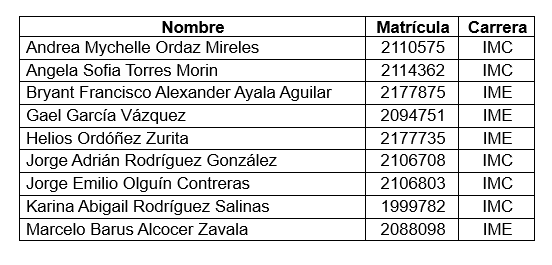 Nombre Matrícula Carrera
Andrea Mychelle Ordaz Mireles 2110575 IMC
Angela Sofia Torres Morin 2114362 IMC
Bryant Francisco Alexander Ayala Aguilar 2177875 IME
Gael García Vázquez 2094751 IME
Helios Ordóñez Zurita 2177735 IME
Jorge Adrián Rodríguez González 2106708 IMC
Jorge Emilio Olguín Contreras 2106803 IMC
Karina Abigail Rodríguez Salinas 1999782 IMC
Marcelo Barus Alcocer Zavala 2088098 IME